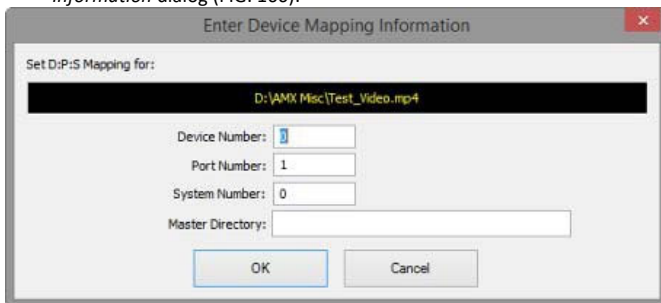 Information dialog (FIG. 160).
Enter Device Mapping Information
Set D:P:S Mapping for:
D:\AMX Misc\Test_Video.mp4
Device Number: 0
Port Number: 1
System Number: 0
Master Directory:
OK Cancel